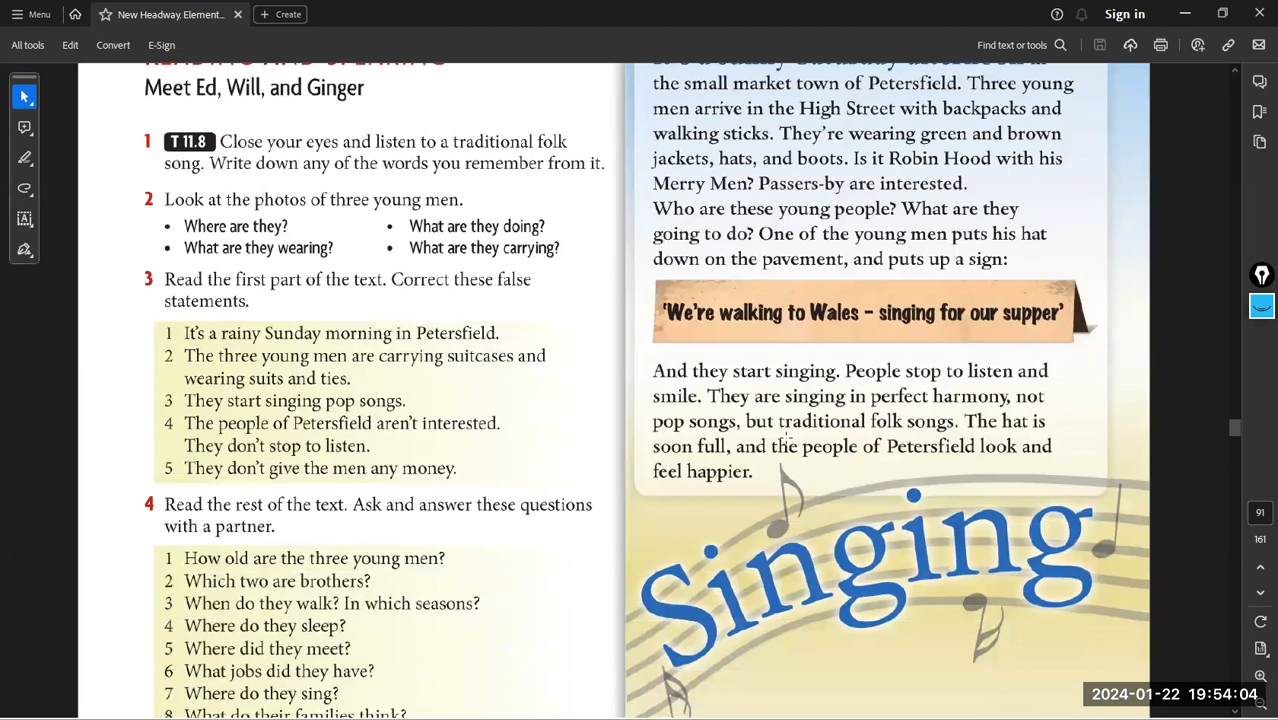 Menu
New Headway. Element...
Create
Sign in
All tools
Edit
Convert
E-Sign
Find text or tools
READING AND SPEAKING
Meet Ed, Will, and Ginger
1 T 11.8 Close your eyes and listen to a traditional folk
song. Write down any of the words you remember from it.
2 Look at the photos of three young men.
• Where are they?
• What are they doing?
• What are they wearing?
• What are they carrying?
3 Read the first part of the text. Correct these false
statements.
1 It's a rainy Sunday morning in Petersfield.
2 The three young men are carrying suitcases and
wearing suits and ties.
3 They start singing pop songs.
4 The people of Petersfield aren't interested.
They don't stop to listen.
5 They don't give the men any money.
4 Read the rest of the text. Ask and answer these questions
with a partner.
1 How old are the three young men?
2 Which two are brothers?
3 When do they walk? In which seasons?
4 Where do they sleep?
5 Where did they meet?
6 What jobs did they have?
7 Where do they sing?
8 What do their families think?
It's a sunny Saturday afternoon in
the small market town of Petersfield. Three young
men arrive in the High Street with backpacks and
walking sticks. They're wearing green and brown
jackets, hats, and boots. Is it Robin Hood with his
Merry Men? Passers-by are interested.
Who are these young people? What are they
going to do? One of the young men puts his hat
down on the pavement, and puts up a sign:
'We're walking to Wales – singing for our supper'
And they start singing. People stop to listen and
smile. They are singing in perfect harmony, not
pop songs, but traditional folk songs. The hat is
soon full, and the people of Petersfield look and
feel happier.
Singing
91
161
2024-01-22 19:54:04